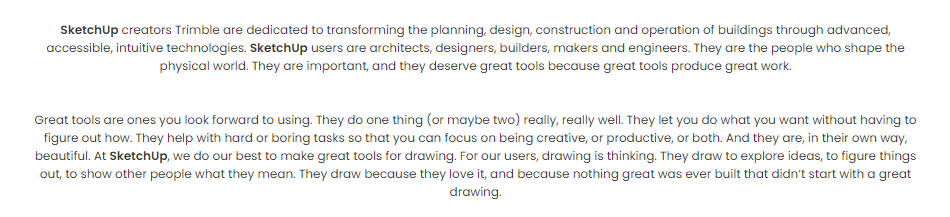 SketchUp creators Trimble are dedicated to transforming the planning, design, construction and operation of buildings through advanced,
accessible, intuitive technologies. SketchUp users are architects, designers, builders, makers and engineers. They are the people who shape the
physical world. They are important, and they deserve great tools because great tools produce great work.
Great tools are ones you look forward to using. They do one thing (or maybe two) really, really well. They let you do what you want without having to
figure out how. They help with hard or boring tasks so that you can focus on being creative, or productive, or both. And they are, in their own way,
beautiful. At SketchUp, we do our best to make great tools for drawing. For our users, drawing is thinking. They draw to explore ideas, to figure things
out, to show other people what they mean. They draw because they love it, and because nothing great was ever built that didn't start with a great
drawing.